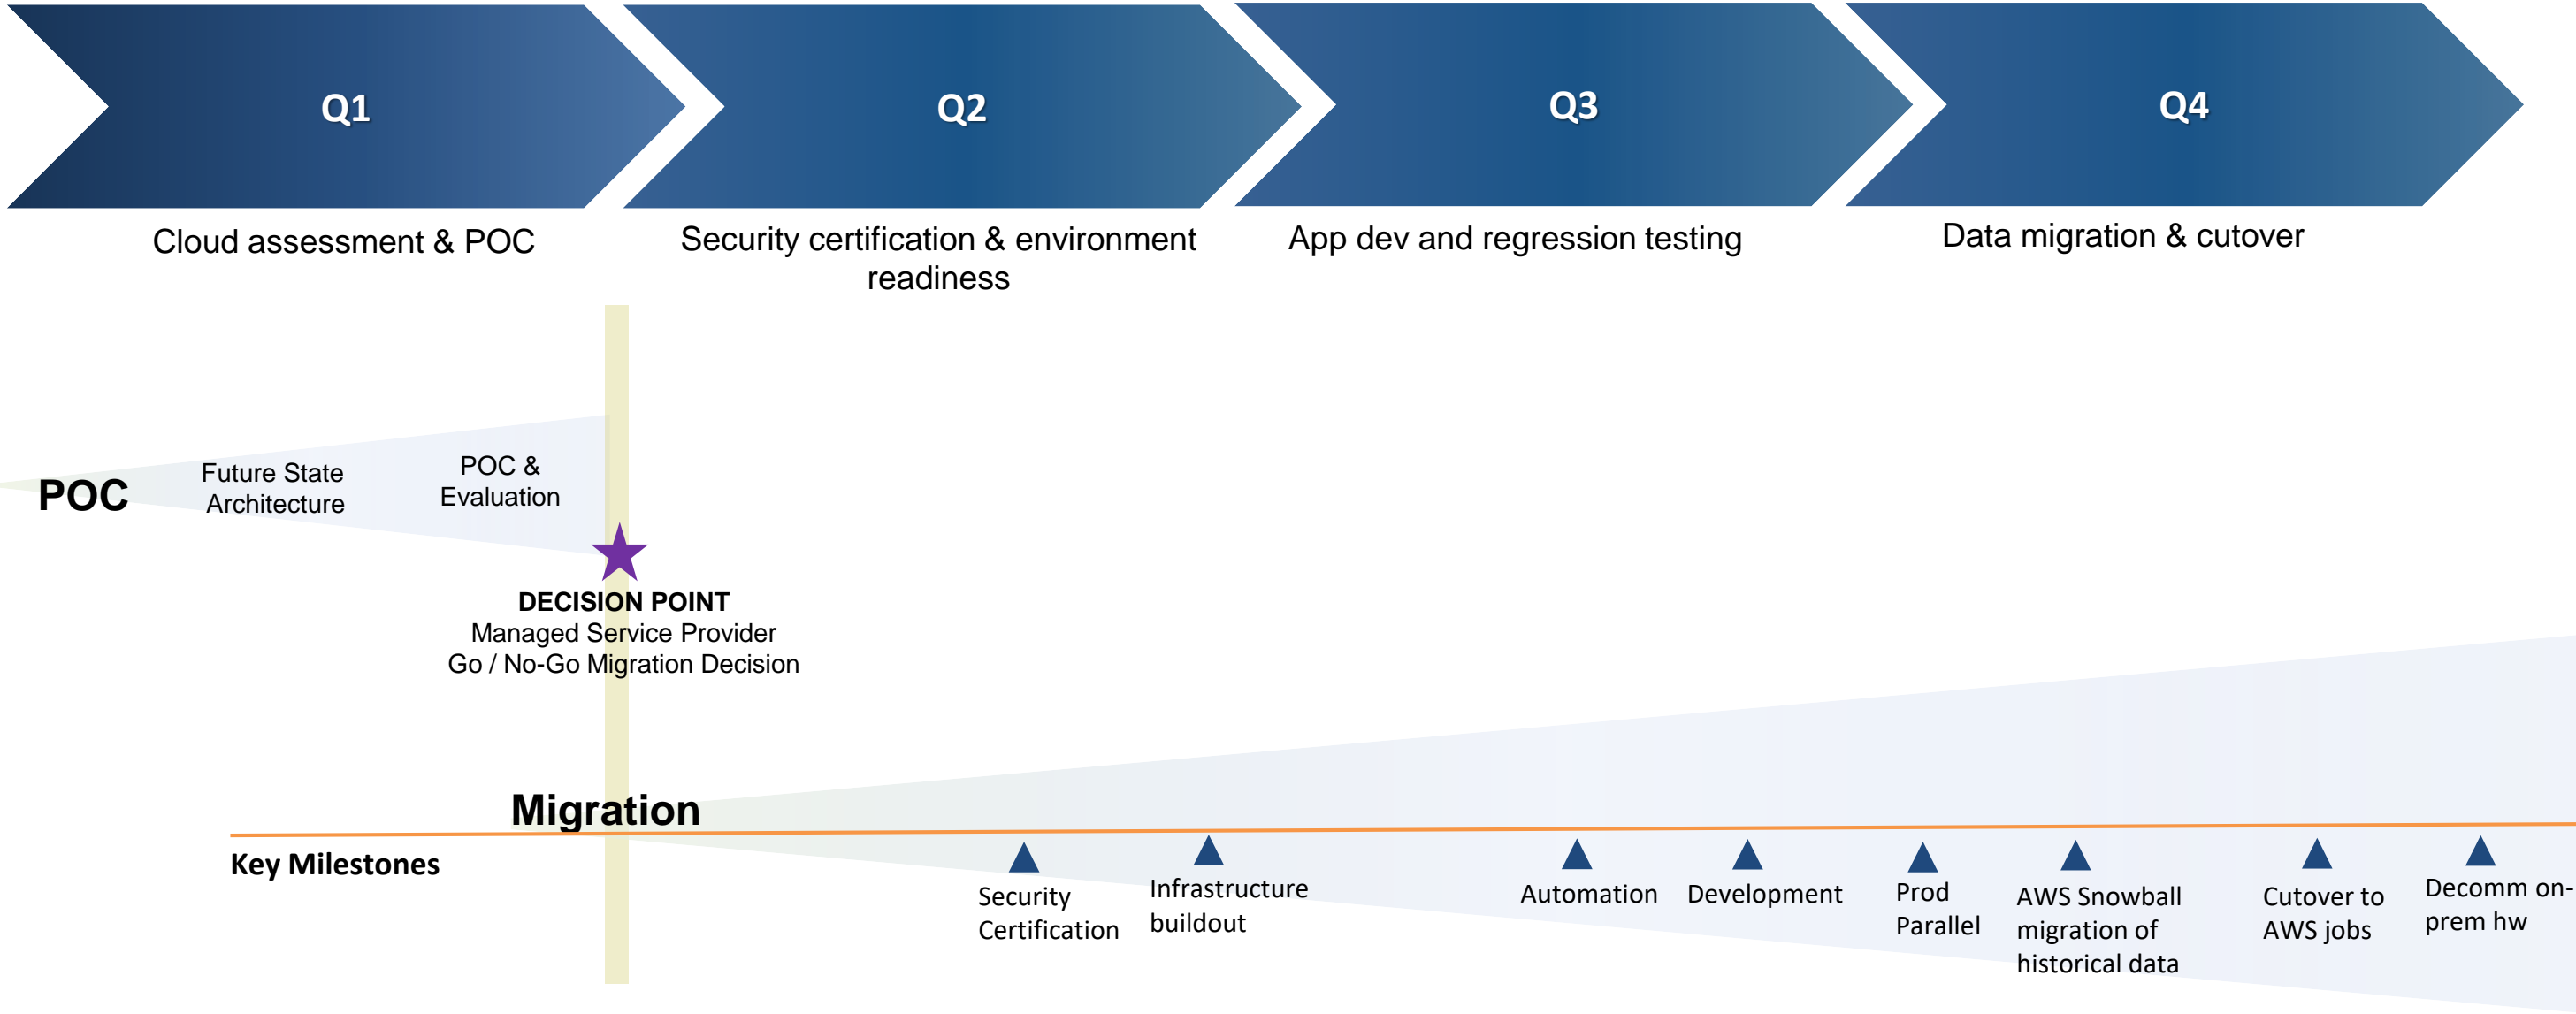 Q1
Q2
Q3
Q4
Cloud assessment & POC
Security certification & environment
readiness
App dev and regression testing
Data migration & cutover
POC
Future State
Architecture
POC &
Evaluation
DECISION POINT
Managed Service Provider
Go / No-Go Migration Decision
Migration
Key Milestones
Security
Certification
Infrastructure
buildout
Automation
Development
Prod
Parallel
AWS Snowball
migration of
historical data
Cutover to
AWS jobs
Decomm on-
prem hw